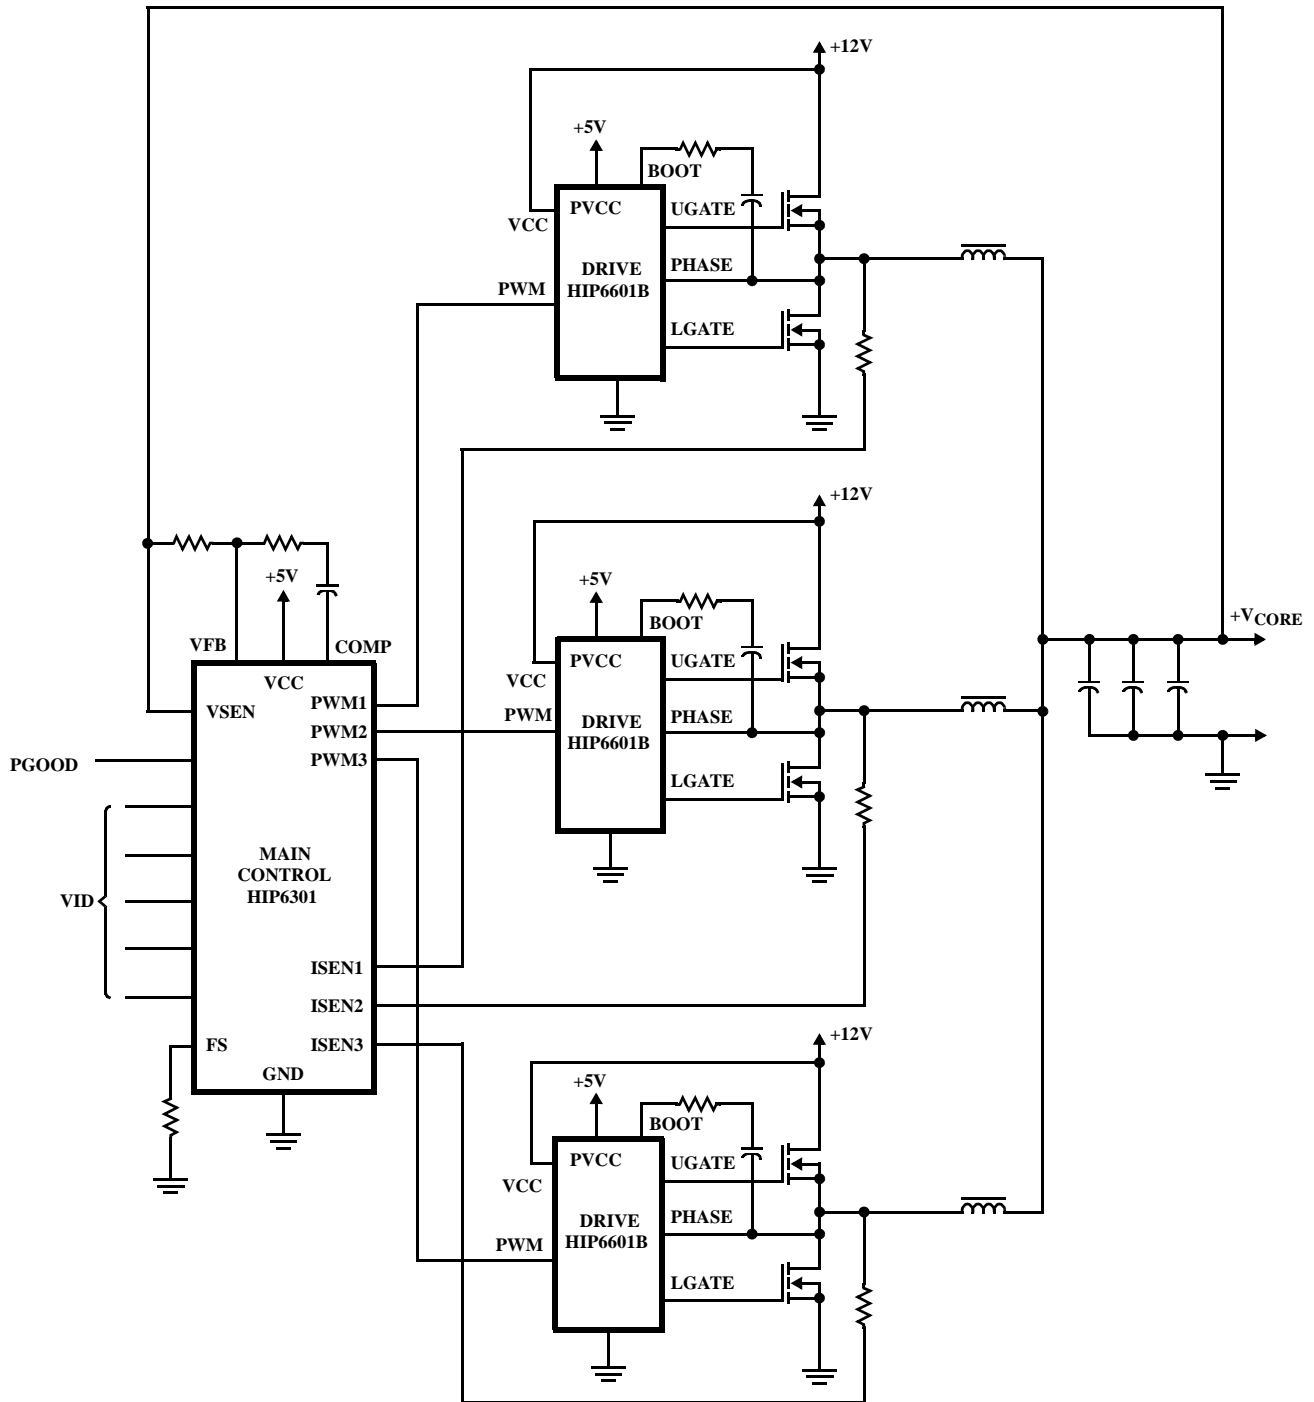 +12V
+5V
BOOT
PVCC
UGATE
VCC
DRIVE
HIP6601B
PHASE
PWM
LGATE
+12V
+5V
BOOT
PVCC
UGATE
VCC
DRIVE
HIP6601B
PHASE
PWM
LGATE
+5V
VFB
COMP
VCC
VSEN
PWM1
PWM2
PWM3
PGOOD
MAIN
CONTROL
HIP6301
VID
ISEN1
ISEN2
ISEN3
FS
GND
+VCORE
+12V
+5V
BOOT
PVCC
UGATE
VCC
DRIVE
HIP6601B
PHASE
PWM
LGATE